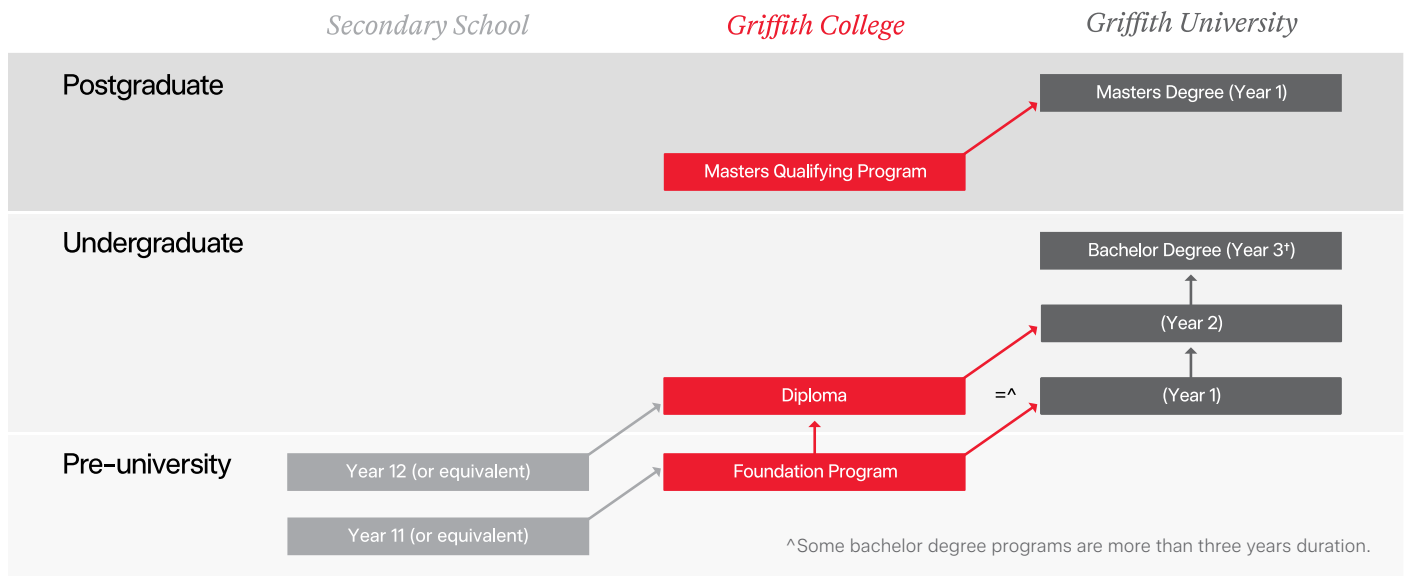 Secondary School
Griffith College
Griffith University
Postgraduate
Masters Degree (Year 1)
Masters Qualifying Program
Undergraduate
Bachelor Degree (Year 3†)
(Year 2)
Diploma
=^
(Year 1)
Pre-university
Year 12 (or equivalent)
Foundation Program
Year 11 (or equivalent)
^Some bachelor degree programs are more than three years duration.